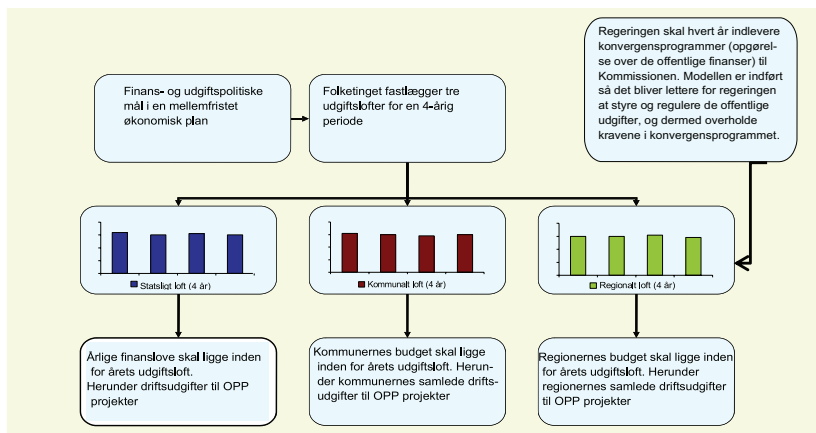 Regeringen skal hvert år indlevere
konvergensprogrammer (opgørel-
se over de offentlige finanser) til
Kommissionen. Modellen er indført
så det bliver lettere for regeringen
at styre og regulere de offentlige
udgifter, og dermed overholde
kravene i konvergensprogrammet.
Finans- og udgiftspolitiske
mål i en mellemfristet
økonomisk plan
Folketinget fastlægger tre
udgiftslofter for en 4-årig
periode
Statsligt loft (4 år)
Kommunalt loft (4 år)
Regionalt loft (4 år)
Årlige finanslove skal ligge inden
for årets udgiftsloft.
Herunder driftsudgifter til OPP
projekter
Kommunernes budget skal ligge
inden for årets udgiftsloft. Herun-
der kommunernes samlede drifts-
udgifter til OPP projekter
Regionernes budget skal ligge inden
for årets udgiftsloft. Herunder
regionernes samlede driftsudgifter
til OPP projekter